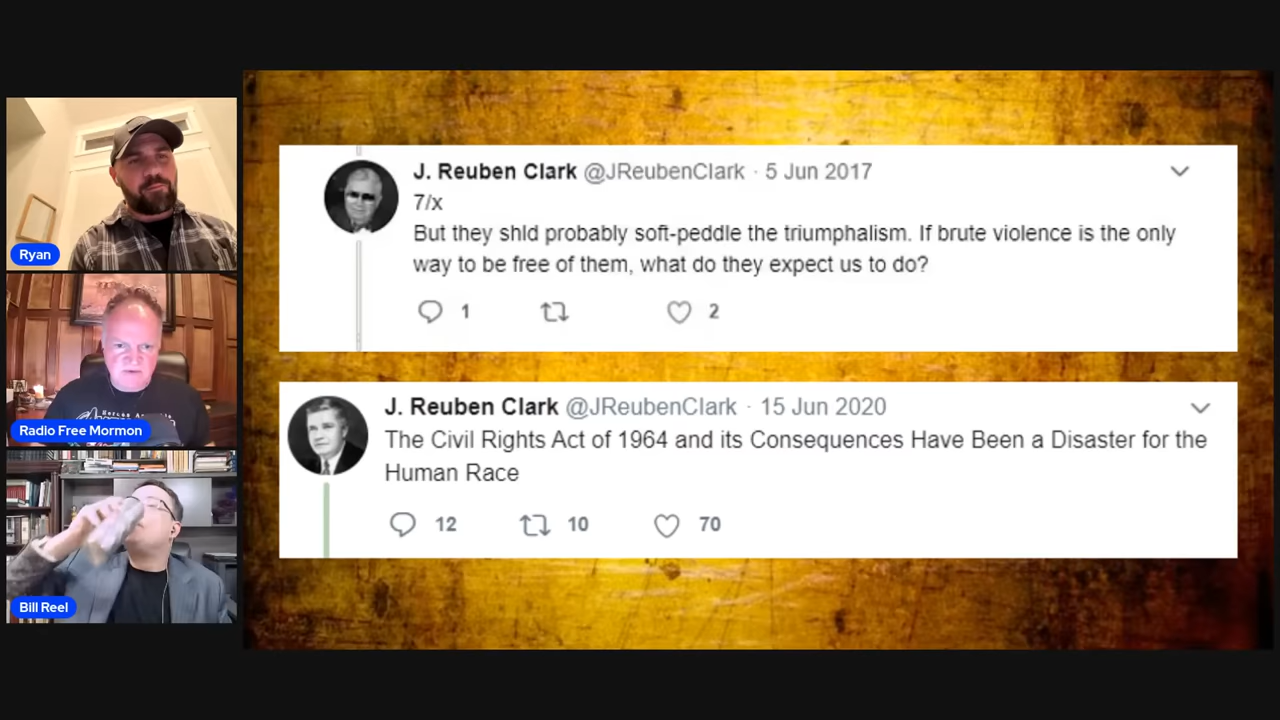 Ryan
Radio Free Mormon
Bill Reel
J. Reuben Clark @JReubenClark · 5 Jun 2017
7/x
But they shld probably soft-peddle the triumphalism. If brute violence is the only
way to be free of them, what do they expect us to do?
1 2
J. Reuben Clark @JReubenClark · 15 Jun 2020
The Civil Rights Act of 1964 and its Consequences Have Been a Disaster for the
Human Race
12 10 70